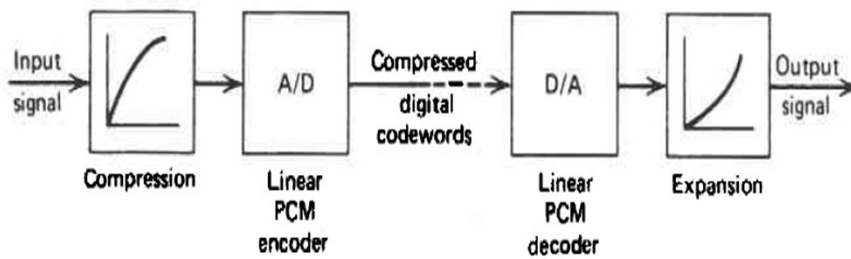 Input
signal
Compression
A/D
Linear
PCM
encoder
Compressed
digital
codewords
D/A
Linear
PCM
decoder
Expansion
Output
signal